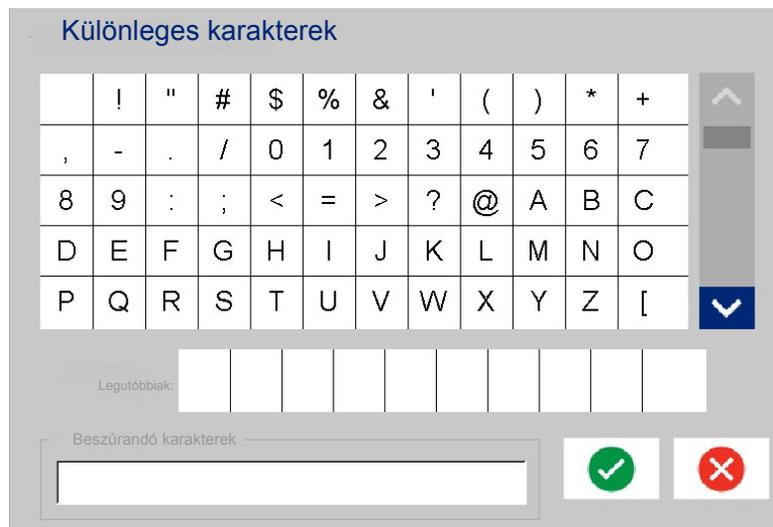 Különleges karakterek
! " # $ % & ' ( ) * +
, - . / 0 1 2 3 4 5 6 7
8 9 : ; < = > ? @ A B C
D E F G H I J K L M N O
P Q R S T U V W X Y Z [
Legutóbbiak:
Beszúrandó karakterek